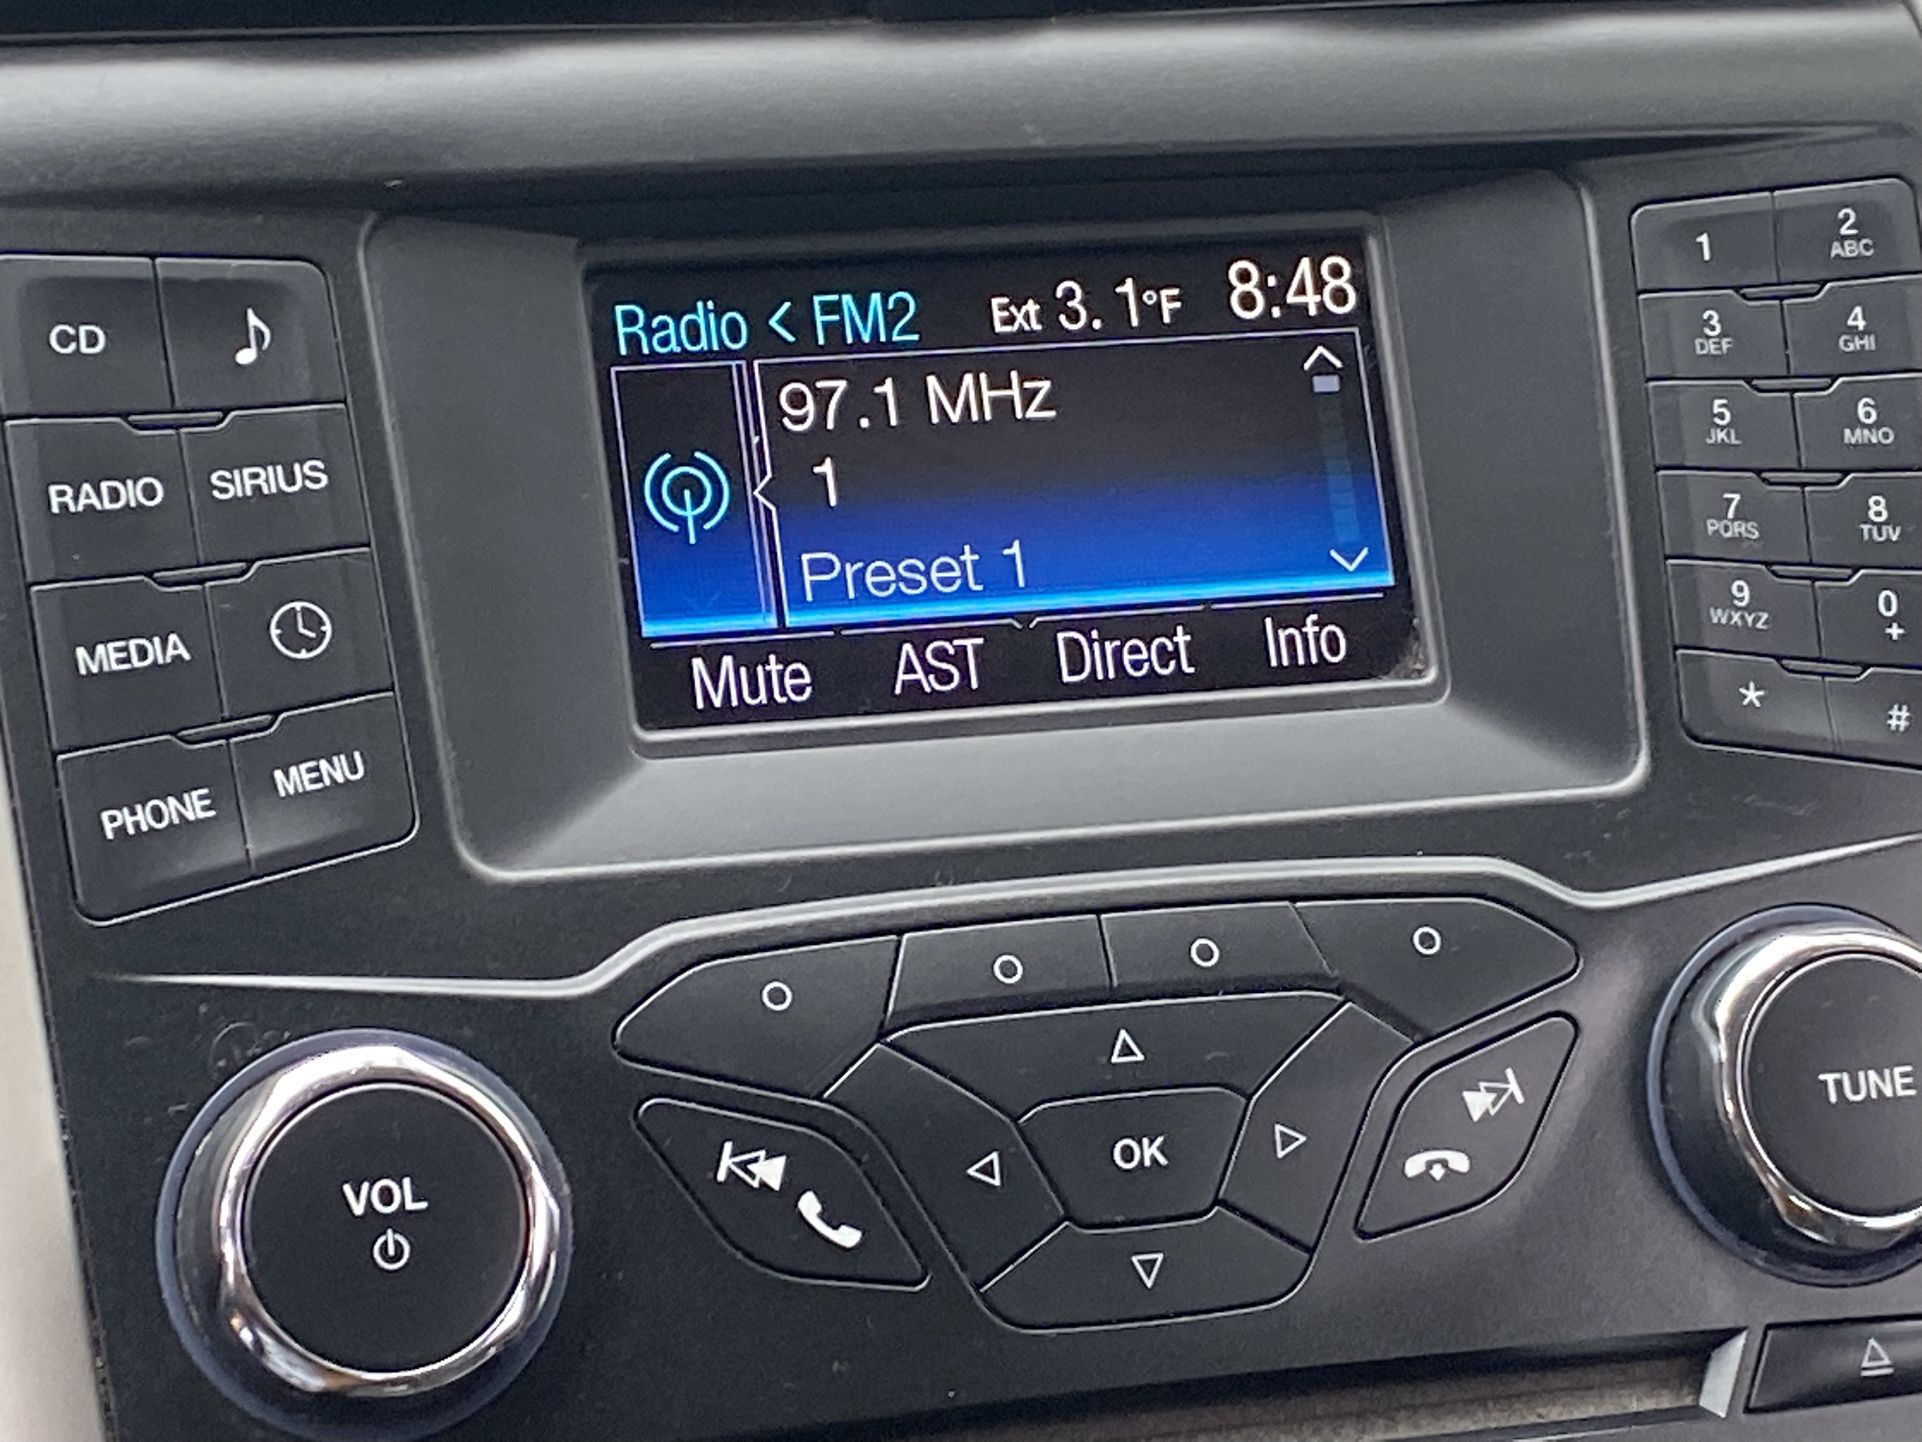 Radio < FM2 Ext 3. 1°F 8:48
97.1 MHz
1
Preset 1
Mute AST Direct Info
CD
RADIO SIRIUS
MEDIA
PHONE MENU
1 2 ABC
3 DEF 4 GHI
5 JKL 6 MNO
7 PQRS 8 TUV
9 WXYZ 0 +
* #
VOL
OK
TUNE